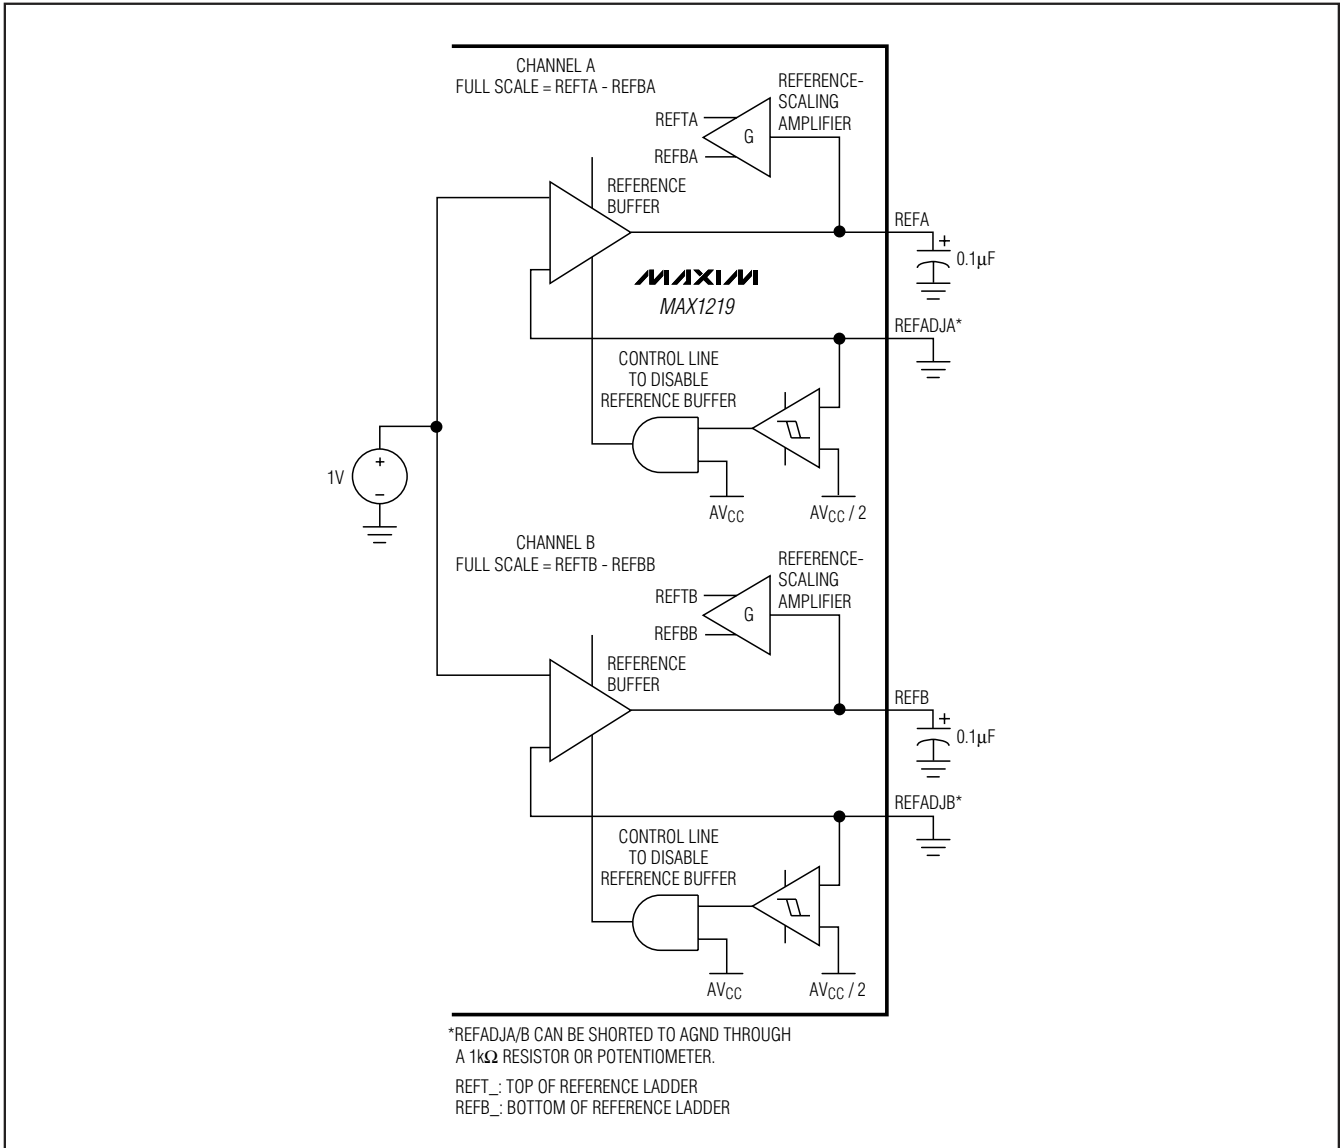 CHANNEL A
FULL SCALE = REFTA - REFBA
REFERENCE-
SCALING
AMPLIFIER
REFTA
G
REFBA
REFERENCE
BUFFER
REFA
+
0.1μF
MAXIM
MAX1219
REFADJA*
CONTROL LINE
TO DISABLE
REFERENCE BUFFER
1V
+
−
AVCC
AVCC / 2
CHANNEL B
FULL SCALE = REFTB - REFBB
REFERENCE-
SCALING
AMPLIFIER
REFTB
G
REFBB
REFERENCE
BUFFER
REFB
+
0.1μF
REFADJB*
CONTROL LINE
TO DISABLE
REFERENCE BUFFER
AVCC
AVCC / 2
*REFADJA/B CAN BE SHORTED TO AGND THROUGH
A 1kΩ RESISTOR OR POTENTIOMETER.
REFT_: TOP OF REFERENCE LADDER
REFB_: BOTTOM OF REFERENCE LADDER